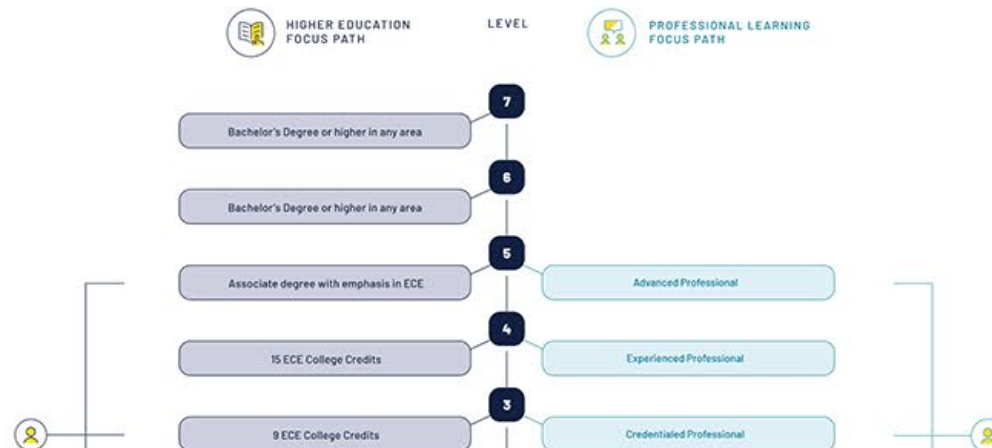 HIGHER EDUCATION
FOCUS PATH
LEVEL
PROFESSIONAL LEARNING
FOCUS PATH
7
Bachelor's Degree or higher in any area
6
Bachelor's Degree or higher in any area
5
Associate degree with emphasis in ECE
Advanced Professional
4
15 ECE College Credits
Experienced Professional
3
9 ECE College Credits
Credentialed Professional